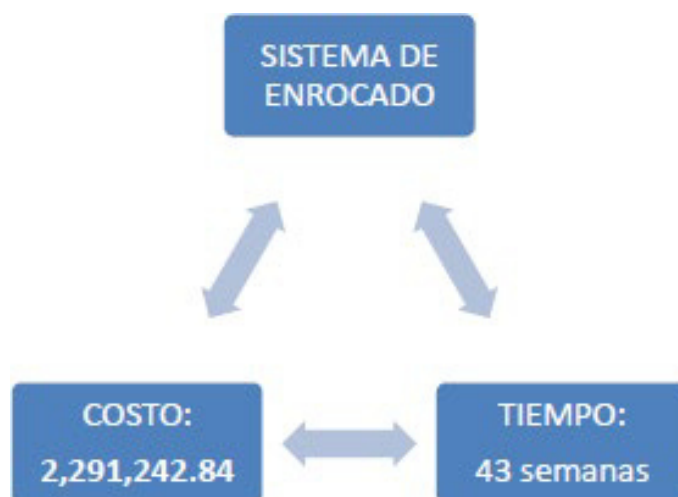 SISTEMA DE
ENROCADO
COSTO:
2,291,242.84
TIEMPO:
43 semanas